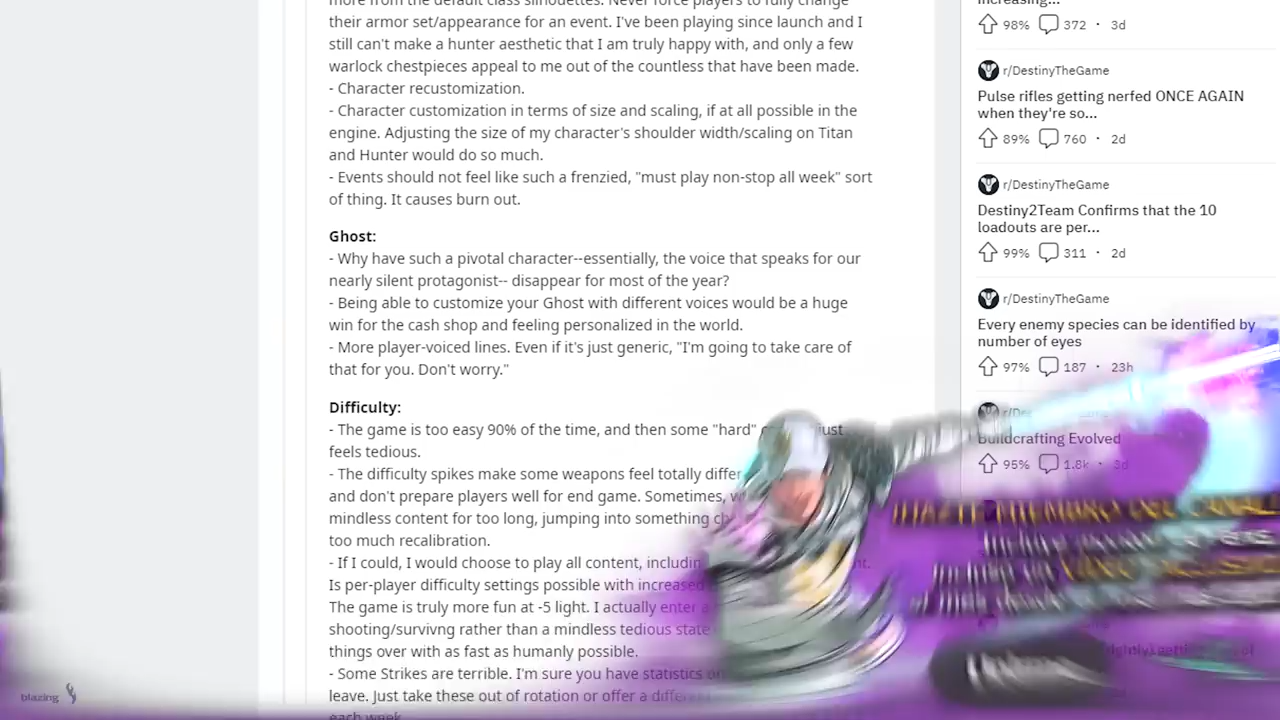 more from the default class silhouettes. Never force players to fully change
their armor set/appearance for an event. I've been playing since launch and I
still can't make a hunter aesthetic that I am truly happy with, and only a few
warlock chestpieces appeal to me out of the countless that have been made.
- Character recustomization.
- Character customization in terms of size and scaling, if at all possible in the
engine. Adjusting the size of my character's shoulder width/scaling on Titan
and Hunter would do so much.
- Events should not feel like such a frenzied, "must play non-stop all week" sort
of thing. It causes burn out.
Ghost:
- Why have such a pivotal character--essentially, the voice that speaks for our
nearly silent protagonist-- disappear for most of the year?
- Being able to customize your Ghost with different voices would be a huge
win for the cash shop and feeling personalized in the world.
- More player-voiced lines. Even if it's just generic, "I'm going to take care of
that for you. Don't worry."
Difficulty:
- The game is too easy 90% of the time, and then some "hard" just
feels tedious.
- The difficulty spikes make some weapons feel totally
and don't prepare players well for end game. Sometimes,
mindless content for too long, jumping into something
too much recalibration.
- If I could, I would choose to play all content,
Is per-player difficulty settings possible with increased
The game is truly more fun at -5 light. I actually enter a
shooting/survivng rather than a mindless tedious state
things over with as fast as humanly possible.
- Some Strikes are terrible. I'm sure you have statistics on
leave. Just take these out of rotation or offer a
each week.
increasing...
98% 372 · 3d
r/DestinyTheGame
Pulse rifles getting nerfed ONCE AGAIN
when they're so...
89% 760 · 2d
r/DestinyTheGame
Destiny2Team Confirms that the 10
loadouts are per...
99% 311 · 2d
r/DestinyTheGame
Every enemy species can be identified by
number of eyes
97% 187 · 23h
Buildcrafting Evolved
95% 1.8k · 3d
HAZTE MIEMBRO DEL CANAL
blazing